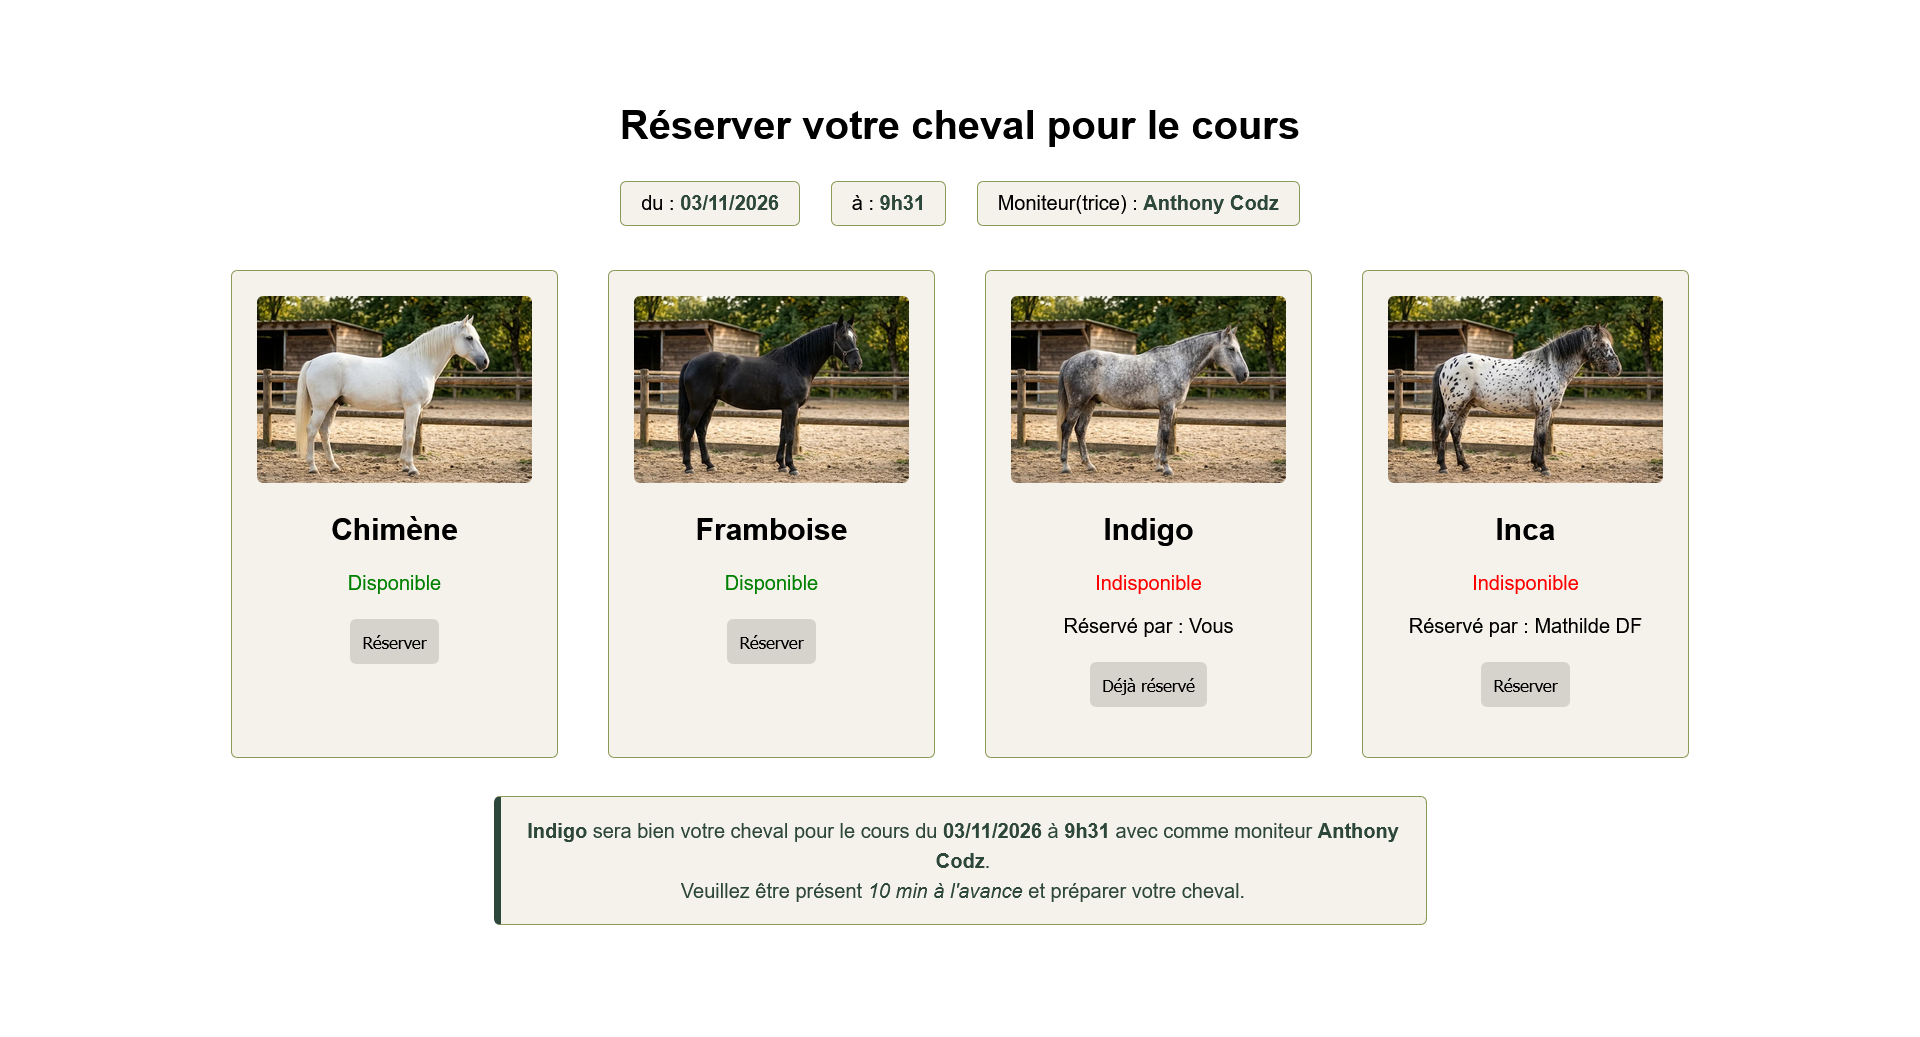 Réserver votre cheval pour le cours
du : 03/11/2026
à : 9h31
Moniteur(trice) : Anthony Codz
Chimène
Disponible
Réserver
Framboise
Disponible
Réserver
Indigo
Indisponible
Réservé par : Vous
Déjà réservé
Inca
Indisponible
Réservé par : Mathilde DF
Réserver
Indigo sera bien votre cheval pour le cours du 03/11/2026 à 9h31 avec comme moniteur Anthony
Codz.
Veuillez être présent 10 min à l'avance et préparer votre cheval.